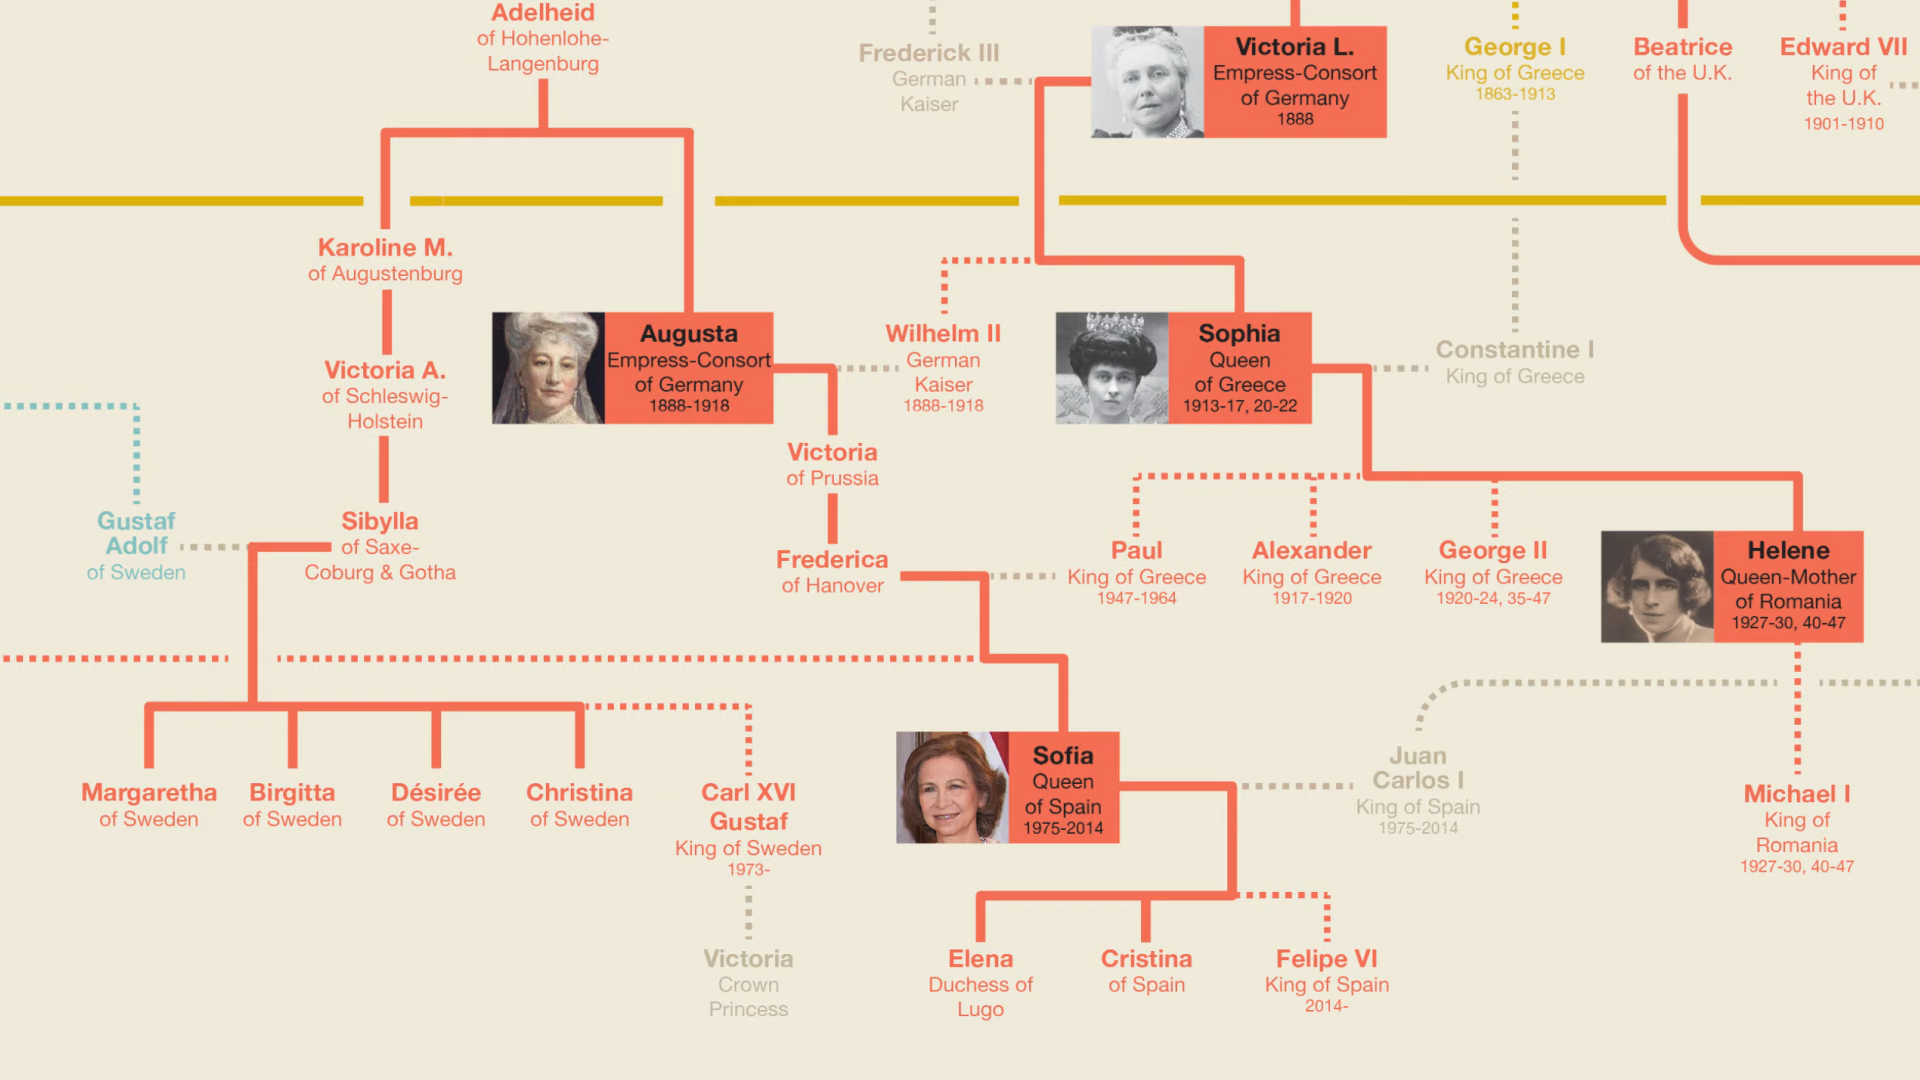 Adelheid
of Hohenlohe-
Langenburg
Frederick III
German
Kaiser
Victoria L.
Empress-Consort
of Germany
1888
George I
King of Greece
1863-1913
Beatrice
of the U.K.
Edward VII
King of
the U.K.
1901-1910
Karoline M.
of Augustenburg
Augusta
Empress-Consort
of Germany
1888-1918
Wilhelm II
German
Kaiser
1888-1918
Sophia
Queen
of Greece
1913-17, 20-22
Constantine I
King of Greece
Victoria A.
of Schleswig-
Holstein
Victoria
of Prussia
Gustaf
Adolf
of Sweden
Sibylla
of Saxe-
Coburg & Gotha
Frederica
of Hanover
Paul
King of Greece
1947-1964
Alexander
King of Greece
1917-1920
George II
King of Greece
1920-24, 35-47
Helene
Queen-Mother
of Romania
1927-30, 40-47
Margaretha
of Sweden
Birgitta
of Sweden
Désirée
of Sweden
Christina
of Sweden
Carl XVI
Gustaf
King of Sweden
1973-
Sofia
Queen
of Spain
1975-2014
Juan
Carlos I
King of Spain
1975-2014
Michael I
King of
Romania
1927-30, 40-47
Victoria
Crown
Princess
Elena
Duchess of
Lugo
Cristina
of Spain
Felipe VI
King of Spain
2014-